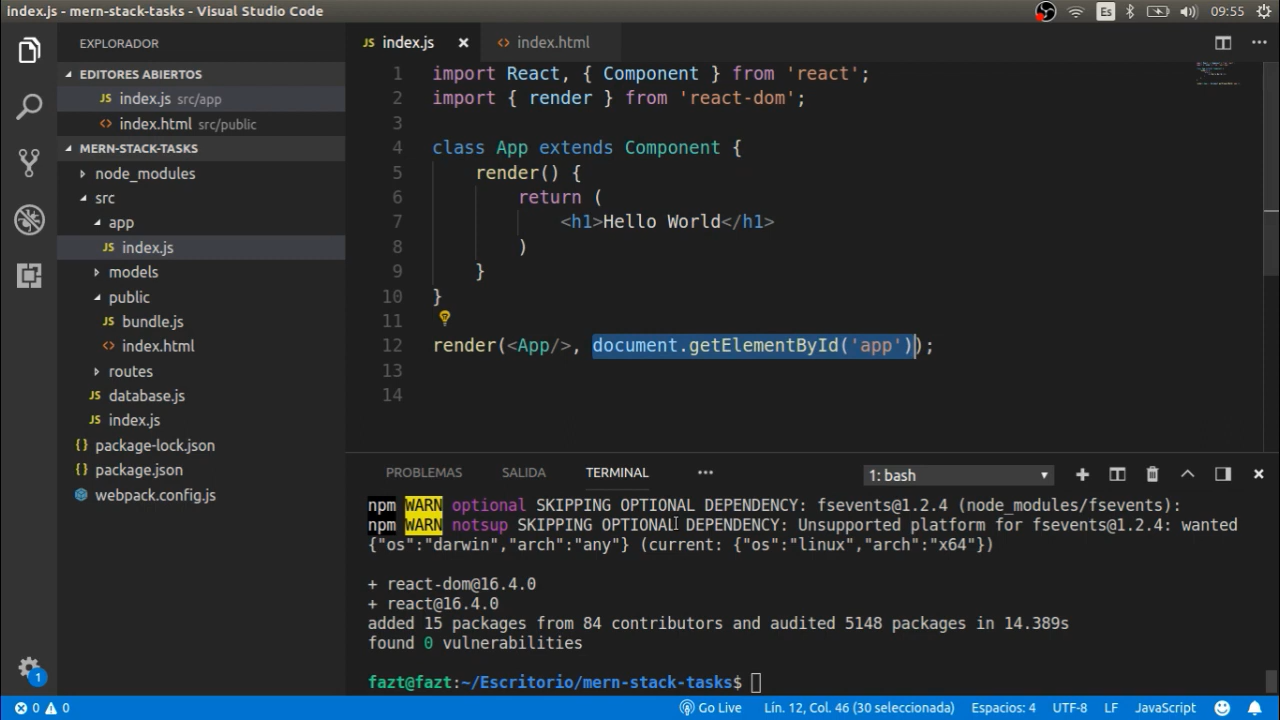 index.js - mern-stack-tasks - Visual Studio Code
Es
09:55
EXPLORADOR
EDITORES ABIERTOS
JS index.js src/app
<> index.html src/public
MERN-STACK-TASKS
node_modules
src
app
JS index.js
models
public
JS bundle.js
<> index.html
routes
JS database.js
JS index.js
{} package-lock.json
{} package.json
webpack.config.js
1
JS index.js ×
<> index.html
1 import React, { Component } from 'react';
2 import { render } from 'react-dom';
3
4 class App extends Component {
5 render() {
6 return (
7 <h1>Hello World</h1>
8 )
9 }
10 }
11
12 render(<App/>, document.getElementById('app'));
13
14
PROBLEMAS SALIDA TERMINAL ••• 1: bash
npm WARN optional SKIPPING OPTIONAL DEPENDENCY: fsevents@1.2.4 (node_modules/fsevents):
npm WARN notsup SKIPPING OPTIONAL DEPENDENCY: Unsupported platform for fsevents@1.2.4: wanted
{"os":"darwin","arch":"any"} (current: {"os":"linux","arch":"x64"})
+ react-dom@16.4.0
+ react@16.4.0
added 15 packages from 84 contributors and audited 5148 packages in 14.389s
found 0 vulnerabilities
fazt@fazt:~/Escritorio/mern-stack-tasks$
0 0 Go Live Lín. 12, Col. 46 (30 seleccionada) Espacios: 4 UTF-8 LF JavaScript